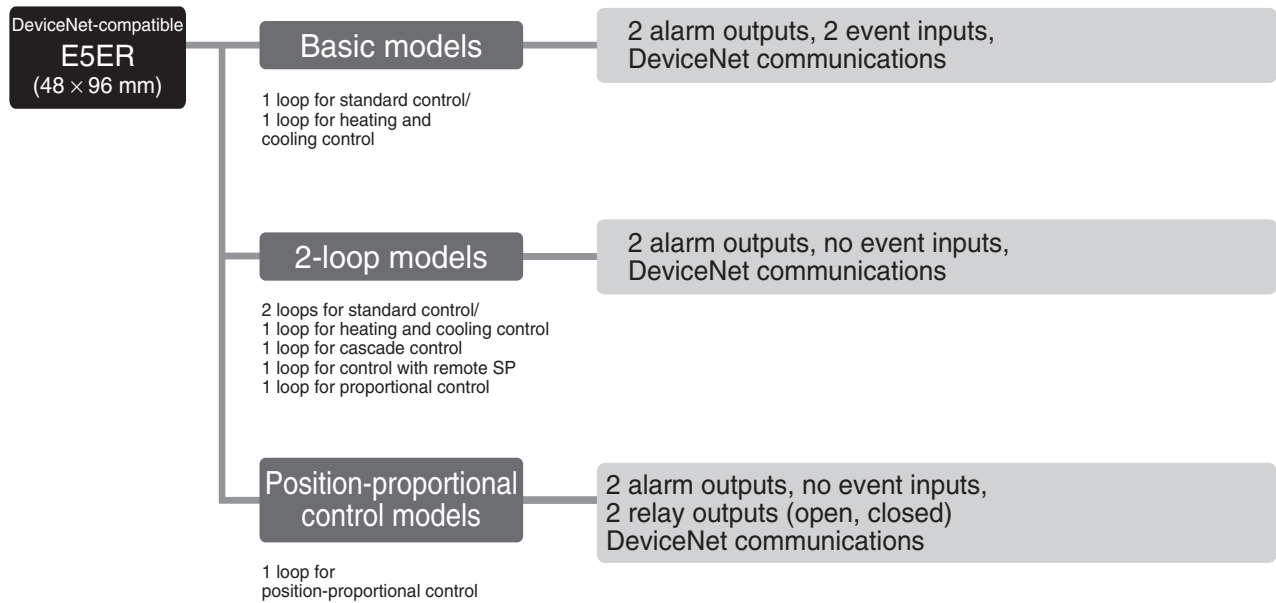 DeviceNet-compatible
E5ER
(48 × 96 mm)
Basic models
2 alarm outputs, 2 event inputs,
DeviceNet communications
1 loop for standard control/
1 loop for heating and
cooling control
2-loop models
2 alarm outputs, no event inputs,
DeviceNet communications
2 loops for standard control/
1 loop for heating and cooling control
1 loop for cascade control
1 loop for control with remote SP
1 loop for proportional control
Position-proportional
control models
2 alarm outputs, no event inputs,
2 relay outputs (open, closed)
DeviceNet communications
1 loop for
position-proportional control